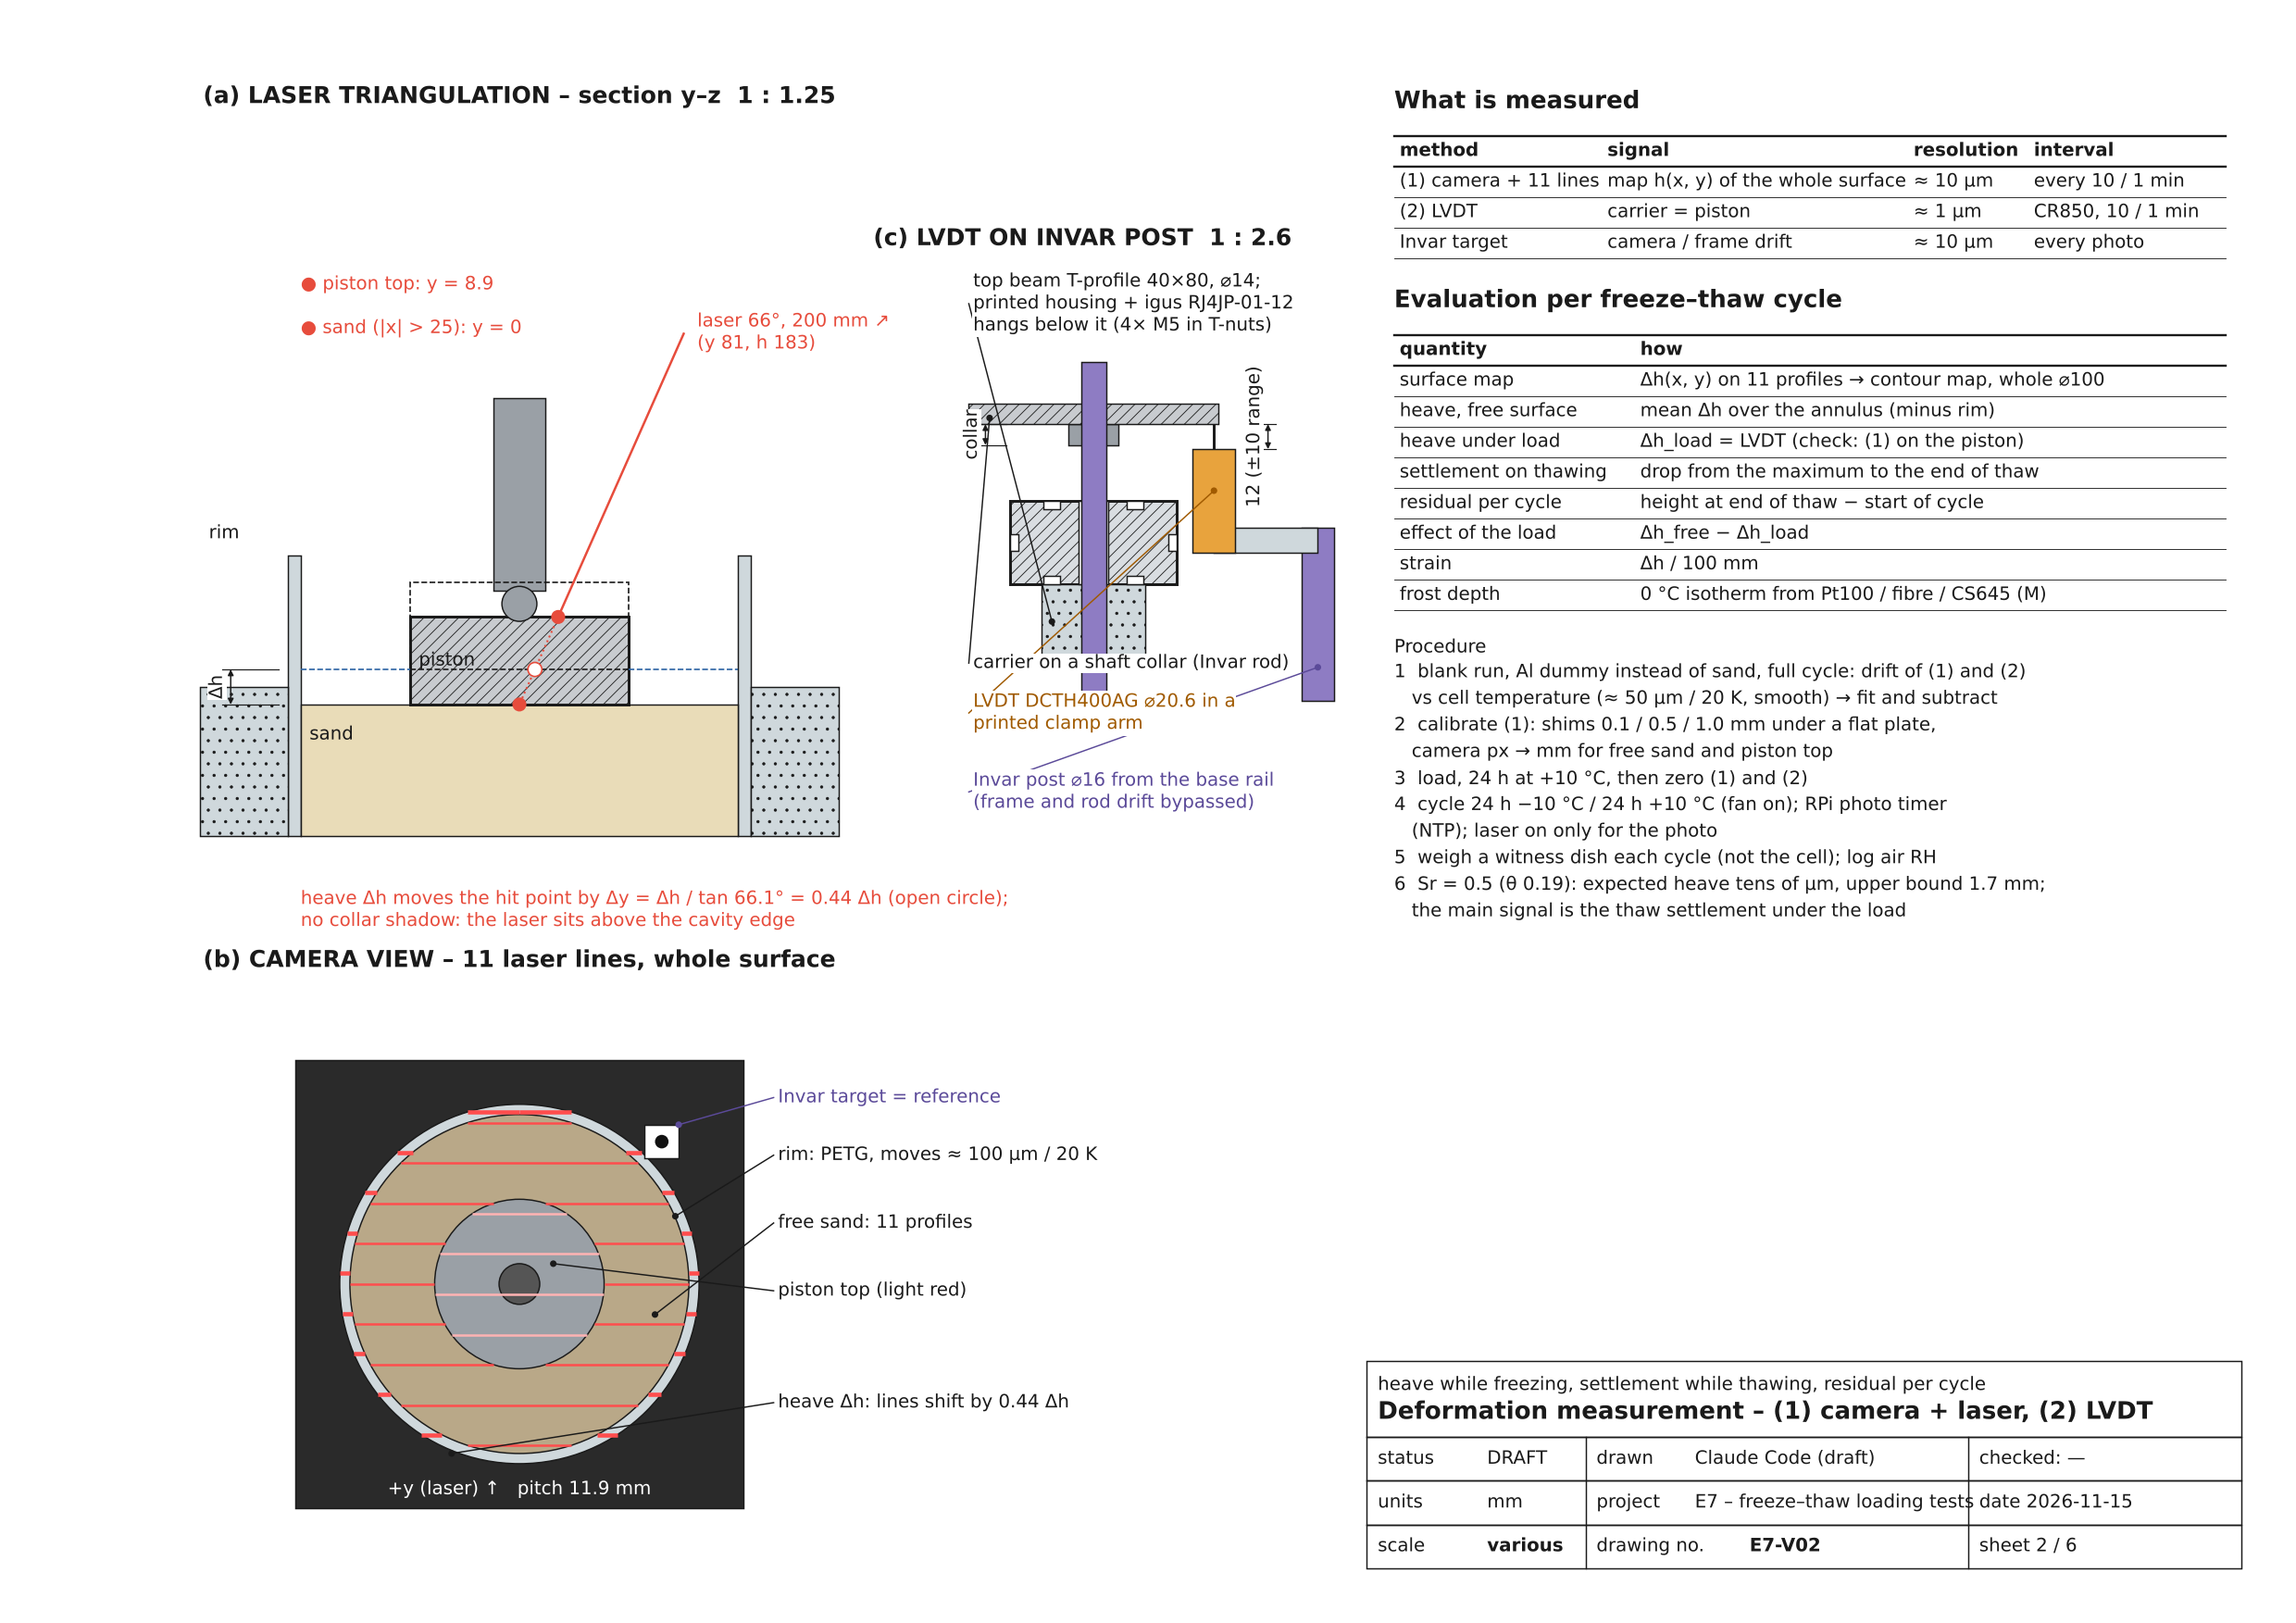 (a) LASER TRIANGULATION – section y–z 1 : 1.25
piston top: y = 8.9
sand (|x| > 25): y = 0
laser 66°, 200 mm ↗
(y 81, h 183)
rim
piston
Δh
sand
heave Δh moves the hit point by Δy = Δh / tan 66.1° = 0.44 Δh (open circle);
no collar shadow: the laser sits above the cavity edge
(c) LVDT ON INVAR POST 1 : 2.6
top beam T-profile 40×80, ⌀14;
printed housing + igus RJ4JP-01-12
hangs below it (4× M5 in T-nuts)
collar
12 (±10 range)
carrier on a shaft collar (Invar rod)
LVDT DCTH400AG ⌀20.6 in a
printed clamp arm
Invar post ⌀16 from the base rail
(frame and rod drift bypassed)
(b) CAMERA VIEW – 11 laser lines, whole surface
Invar target = reference
rim: PETG, moves ≈ 100 µm / 20 K
free sand: 11 profiles
piston top (light red)
heave Δh: lines shift by 0.44 Δh
+y (laser) ↑ pitch 11.9 mm
What is measured
method signal resolution interval
(1) camera + 11 lines map h(x, y) of the whole surface ≈ 10 µm every 10 / 1 min
(2) LVDT carrier = piston ≈ 1 µm CR850, 10 / 1 min
Invar target camera / frame drift ≈ 10 µm every photo
Evaluation per freeze–thaw cycle
quantity how
surface map Δh(x, y) on 11 profiles → contour map, whole ⌀100
heave, free surface mean Δh over the annulus (minus rim)
heave under load Δh_load = LVDT (check: (1) on the piston)
settlement on thawing drop from the maximum to the end of thaw
residual per cycle height at end of thaw − start of cycle
effect of the load Δh_free − Δh_load
strain Δh / 100 mm
frost depth 0 °C isotherm from Pt100 / fibre / CS645 (M)
Procedure
1 blank run, Al dummy instead of sand, full cycle: drift of (1) and (2)
vs cell temperature (≈ 50 µm / 20 K, smooth) → fit and subtract
2 calibrate (1): shims 0.1 / 0.5 / 1.0 mm under a flat plate,
camera px → mm for free sand and piston top
3 load, 24 h at +10 °C, then zero (1) and (2)
4 cycle 24 h −10 °C / 24 h +10 °C (fan on); RPi photo timer
(NTP); laser on only for the photo
5 weigh a witness dish each cycle (not the cell); log air RH
6 Sr = 0.5 (θ 0.19): expected heave tens of µm, upper bound 1.7 mm;
the main signal is the thaw settlement under the load
heave while freezing, settlement while thawing, residual per cycle
Deformation measurement – (1) camera + laser, (2) LVDT
status DRAFT drawn Claude Code (draft) checked: —
units mm project E7 – freeze–thaw loading tests date 2026-11-15
scale various drawing no. E7-V02 sheet 2 / 6